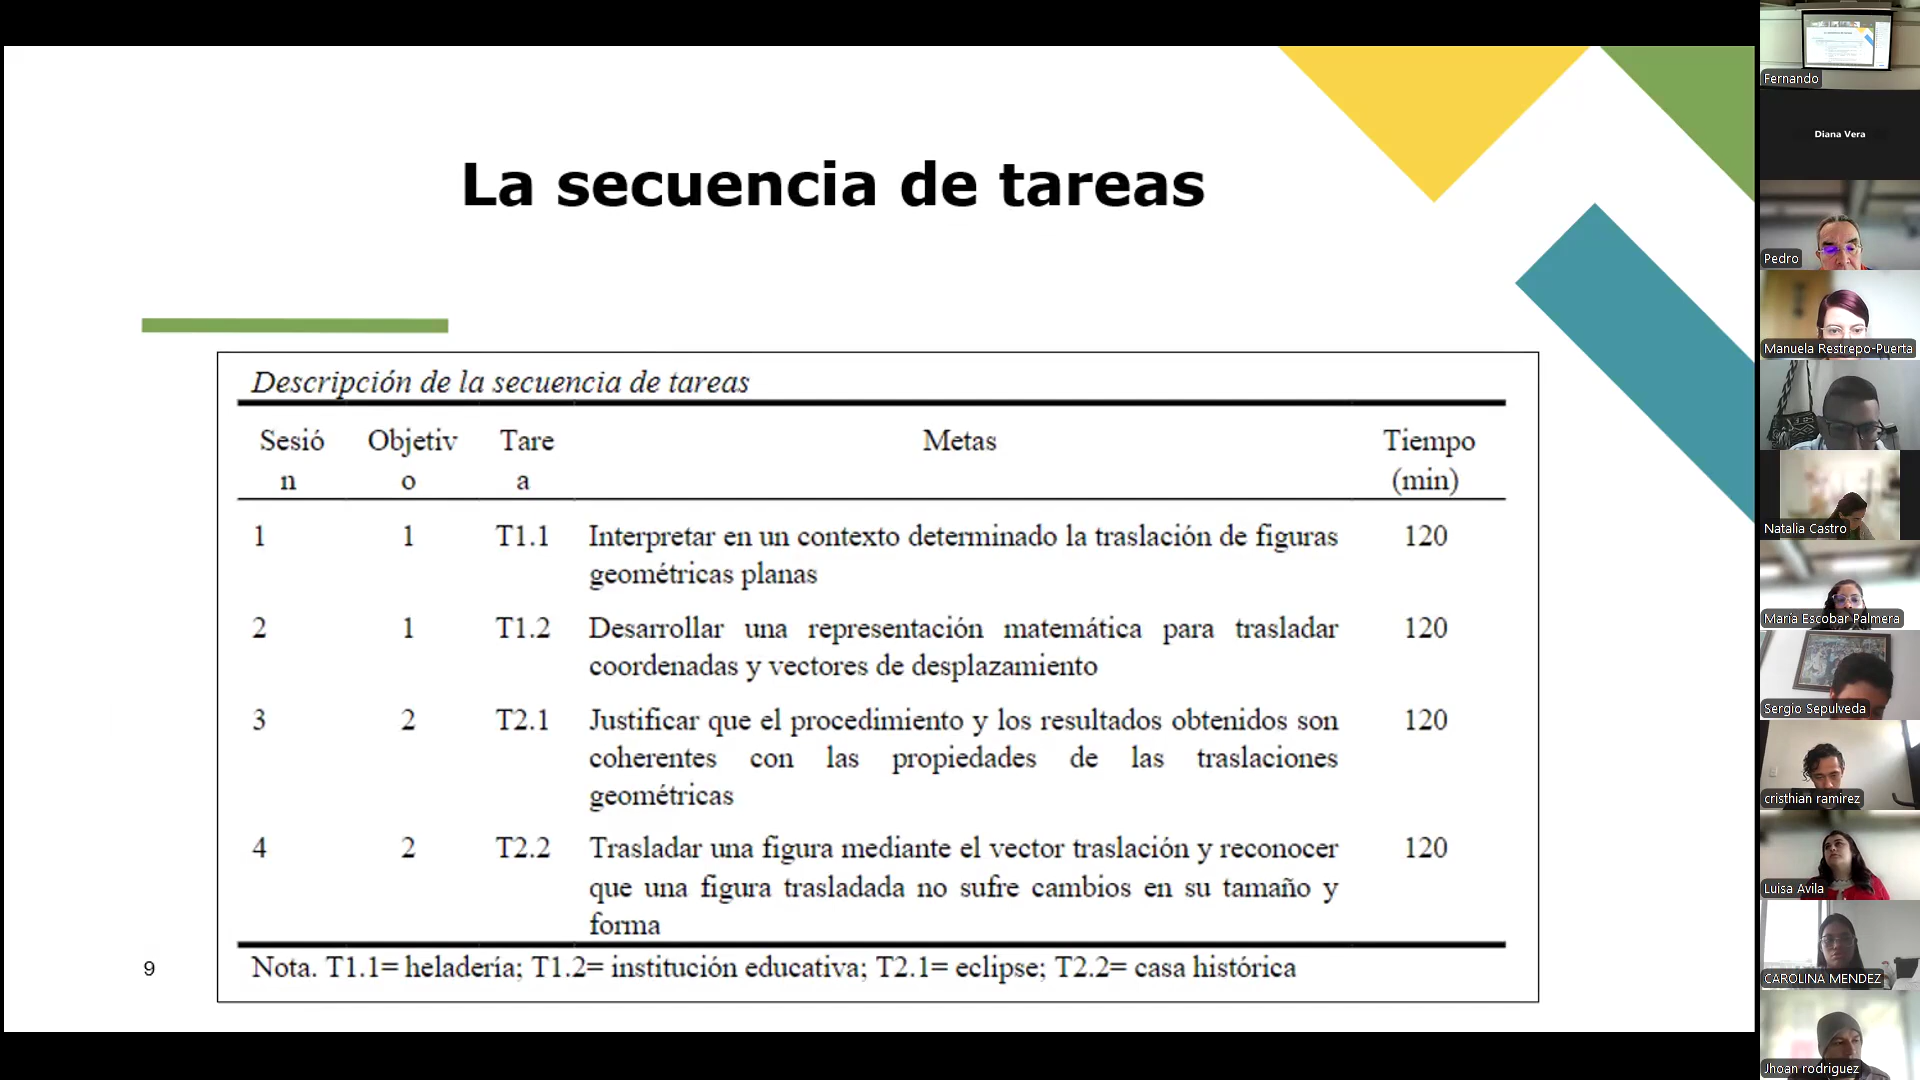 La secuencia de tareas
Descripción de la secuencia de tareas
Sesió Objetiv Tare Metas Tiempo
n o a (min)
1 1 T1.1 Interpretar en un contexto determinado la traslación de figuras 120
geométricas planas
2 1 T1.2 Desarrollar una representación matemática para trasladar 120
coordenadas y vectores de desplazamiento
3 2 T2.1 Justificar que el procedimiento y los resultados obtenidos son 120
coherentes con las propiedades de las traslaciones
geométricas
4 2 T2.2 Trasladar una figura mediante el vector traslación y reconocer 120
que una figura trasladada no sufre cambios en su tamaño y
forma
Nota. T1.1= heladería; T1.2= institución educativa; T2.1= eclipse; T2.2= casa histórica
9
Fernando
Diana Vera
Pedro
Manuela Restrepo-Puerta
Natalia Castro
María Escobar Palmera
Sergio Sepulveda
cristhian ramirez
Luisa Avila
CAROLINA MENDEZ
Jhoan rodriguez